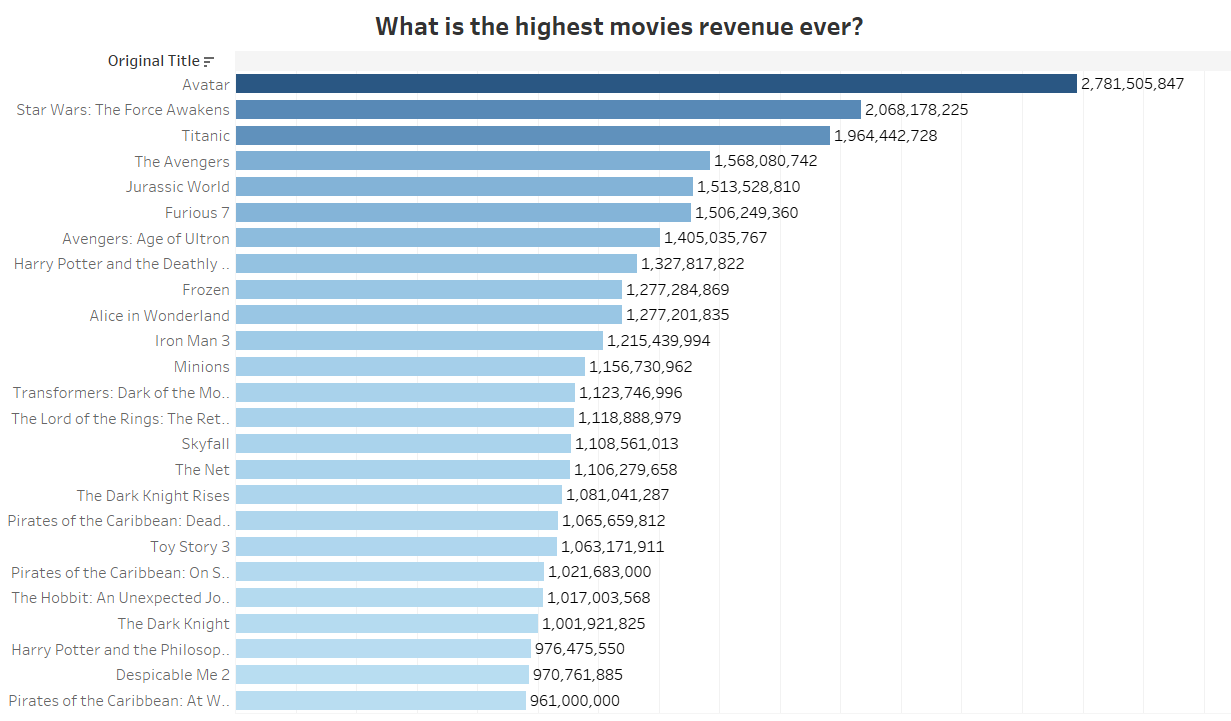 What is the highest movies revenue ever?
Original Title
Avatar 2,781,505,847
Star Wars: The Force Awakens 2,068,178,225
Titanic 1,964,442,728
The Avengers 1,568,080,742
Jurassic World 1,513,528,810
Furious 7 1,506,249,360
Avengers: Age of Ultron 1,405,035,767
Harry Potter and the Deathly .. 1,327,817,822
Frozen 1,277,284,869
Alice in Wonderland 1,277,201,835
Iron Man 3 1,215,439,994
Minions 1,156,730,962
Transformers: Dark of the Mo.. 1,123,746,996
The Lord of the Rings: The Ret.. 1,118,888,979
Skyfall 1,108,561,013
The Net 1,106,279,658
The Dark Knight Rises 1,081,041,287
Pirates of the Caribbean: Dead.. 1,065,659,812
Toy Story 3 1,063,171,911
Pirates of the Caribbean: On S.. 1,021,683,000
The Hobbit: An Unexpected Jo.. 1,017,003,568
The Dark Knight 1,001,921,825
Harry Potter and the Philosop.. 976,475,550
Despicable Me 2 970,761,885
Pirates of the Caribbean: At W.. 961,000,000